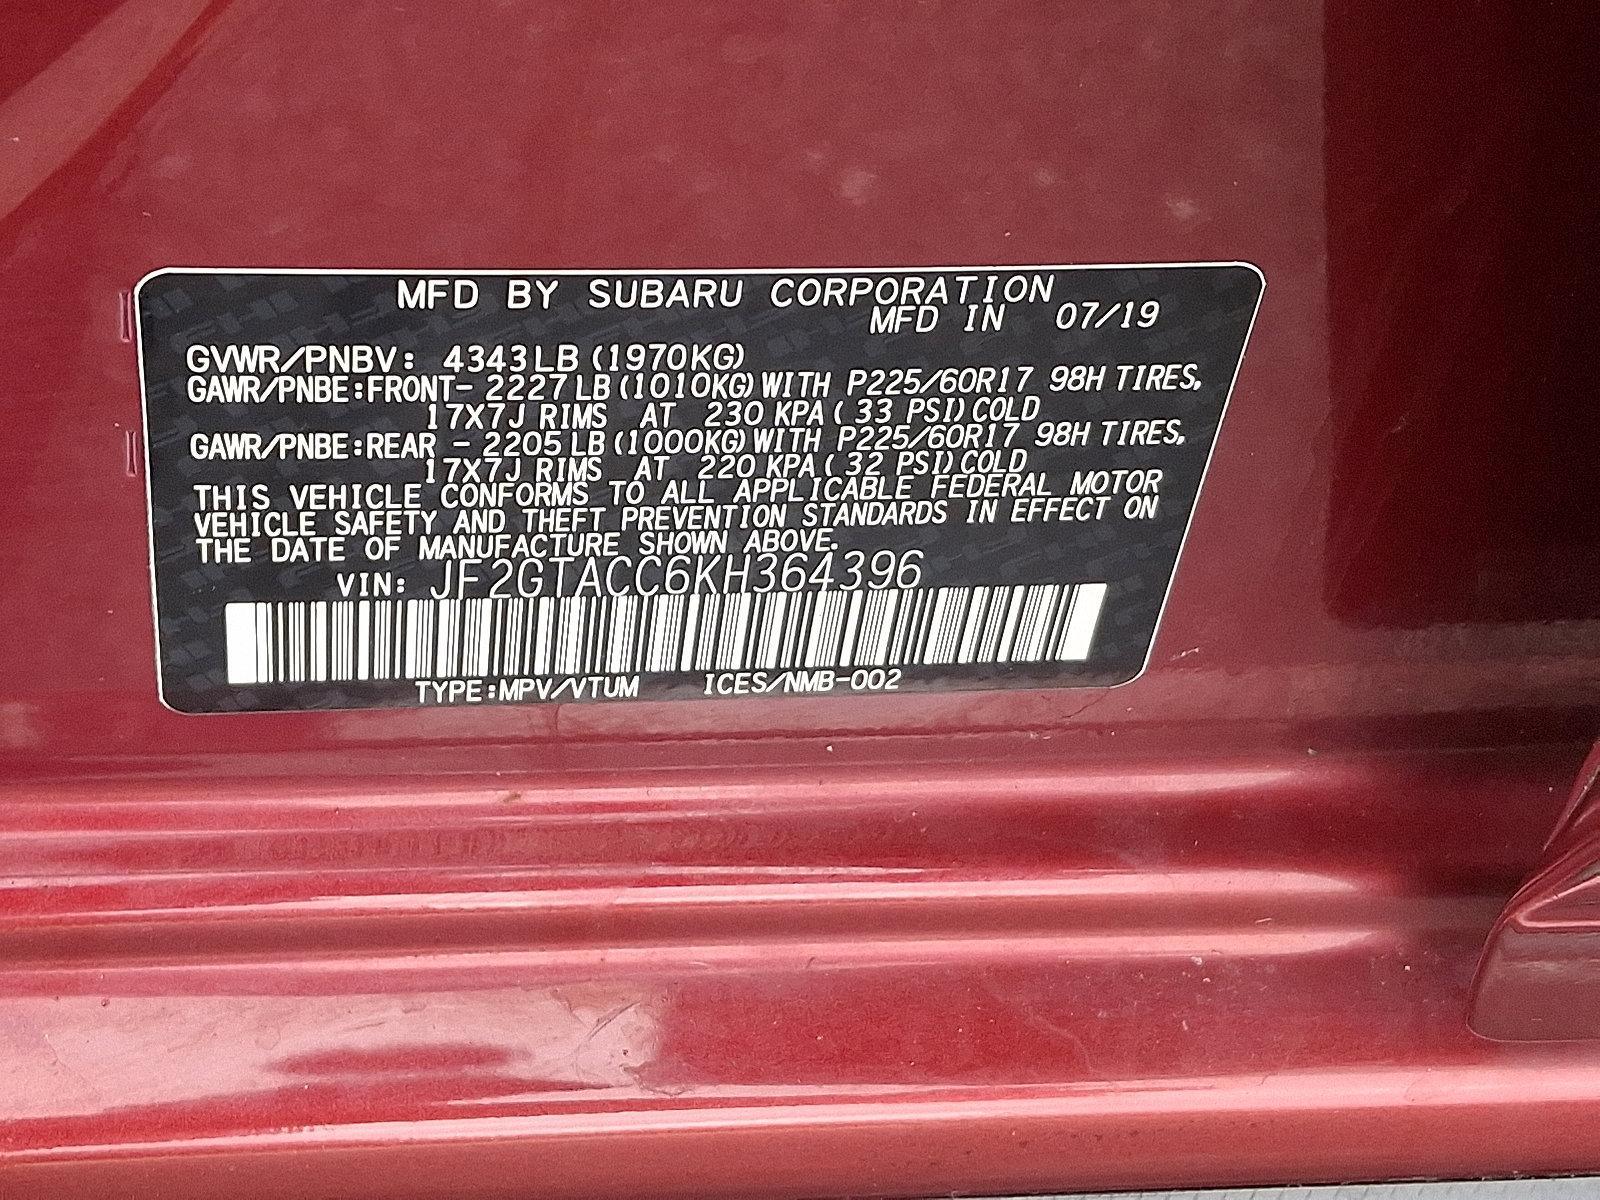 MFD BY SUBARU CORPORATION
MFD IN 07/19
GVWR/PNBV: 4343LB (1970KG)
GAWR/PNBE:FRONT- 2227LB (1010KG) WITH P225/60R17 98H TIRES,
17X7J RIMS AT 230 KPA ( 33 PSI) COLD
GAWR/PNBE:REAR - 2205LB (1000KG) WITH P225/60R17 98H TIRES,
17X7J RIMS AT 220 KPA ( 32 PSI) COLD
THIS VEHICLE CONFORMS TO ALL APPLICABLE FEDERAL MOTOR
VEHICLE SAFETY AND THEFT PREVENTION STANDARDS IN EFFECT ON
THE DATE OF MANUFACTURE SHOWN ABOVE.
VIN: JF2GTACC6KH364396
TYPE:MPV/VTUM ICES/NMB-002